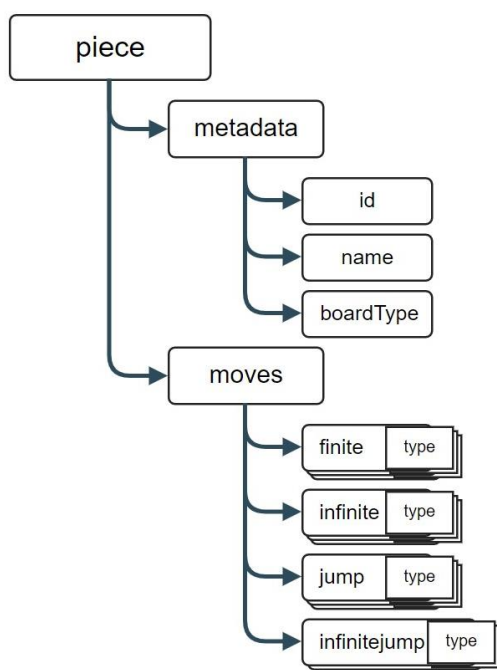 piece
metadata
id
name
boardType
moves
finite type
infinite type
jump type
infinitejump type